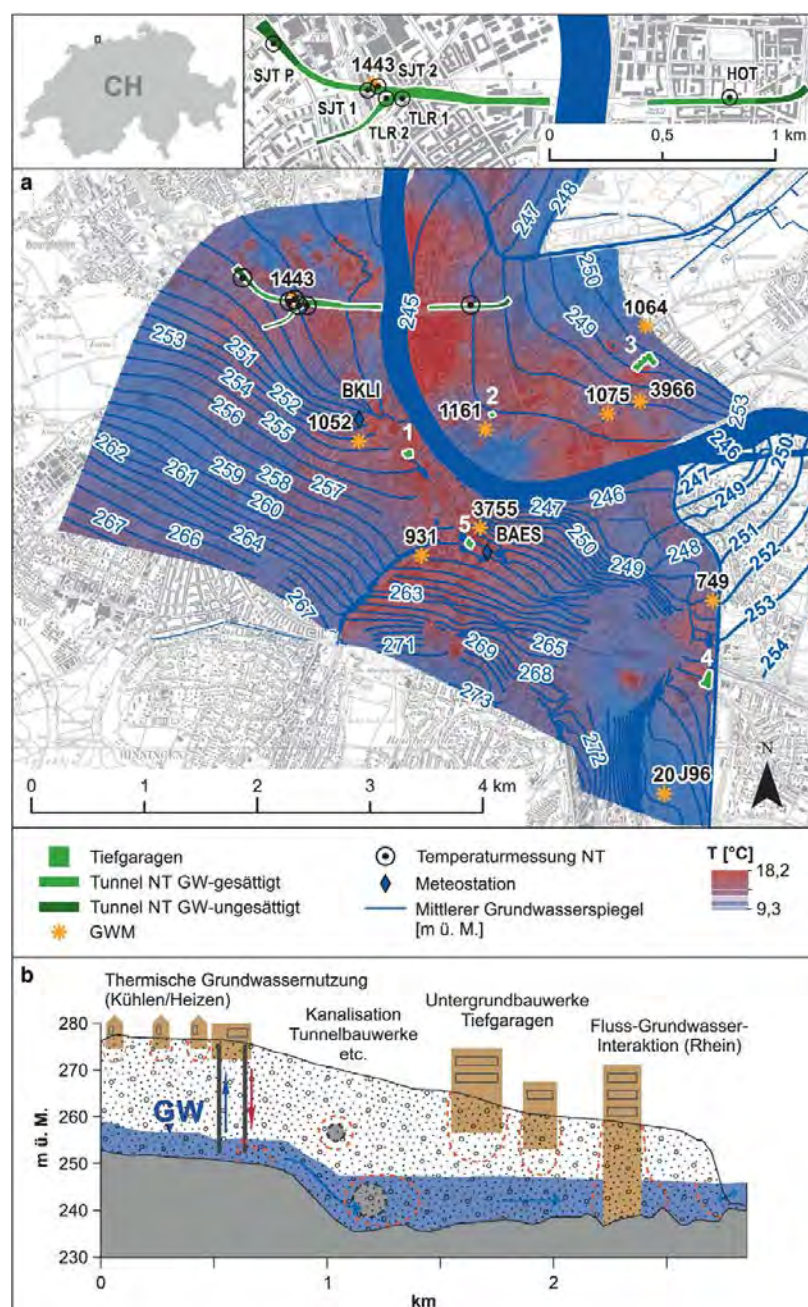 CH
SJT P
1443
SJT 2
SJT 1
TLR 1
TLR 2
HOT
0
0,5
1 km
a
247
248
245
250
249
1443
1064
3
253
251
254
252
256
255
BKLI
1052
1
2
1161
1075
3966
253
262
261
259
258
257
260
267
266
264
3755
5
BAES
931
247
246
250
249
248
246
247
249
250
251
252
253
254
749
267
263
271
269
265
268
273
272
4
20 J96
N
0 1 2 3 4 km
Tiefgaragen
Tunnel NT GW-gesättigt
Tunnel NT GW-ungesättigt
GWM
Temperaturmessung NT
Meteostation
Mittlerer Grundwasserspiegel
[m ü. M.]
T [°C]
18,2
9,3
b
Thermische Grundwassernutzung
(Kühlen/Heizen)
Kanalisation
Tunnelbauwerke
etc.
Untergrundbauwerke
Tiefgaragen
Fluss-Grundwasser-
Interaktion (Rhein)
GW
m ü. M.
280
270
260
250
240
230
0 1 2
km